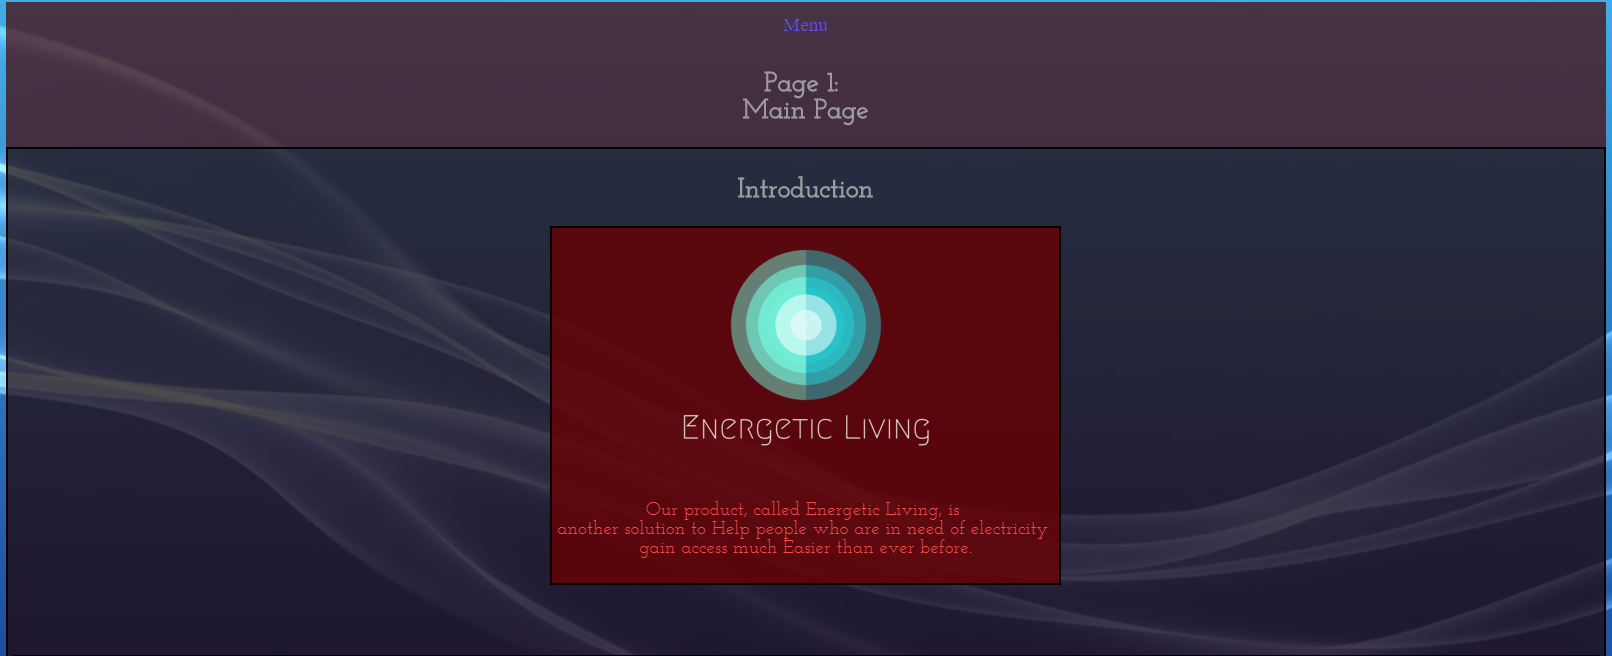 Menu
Page 1:
Main Page
Introduction
Energetic Living
Our product, called Energetic Living, is
another solution to Help people who are in need of electricity
gain access much Easier than ever before.